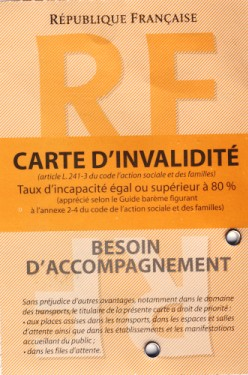 RÉPUBLIQUE FRANÇAISE
RF
CARTE D'INVALIDITÉ
(article L. 241-3 du code l'action sociale et des familles)
Taux d'incapacité égal ou supérieur à 80 %
(apprécié selon le Guide barème figurant
à l'annexe 2-4 du code de l'action sociale et des familles)
BESOIN
D'ACCOMPAGNEMENT
Sans préjudice d'autres avantages, notamment dans le domaine
des transports, le titulaire de la présente carte a droit de priorité :
• aux places assises dans les transports, dans les espaces et salles
d'attente ainsi que dans les établissements et les manifestations
accueillant du public ;
• dans les files d'attente.
RF